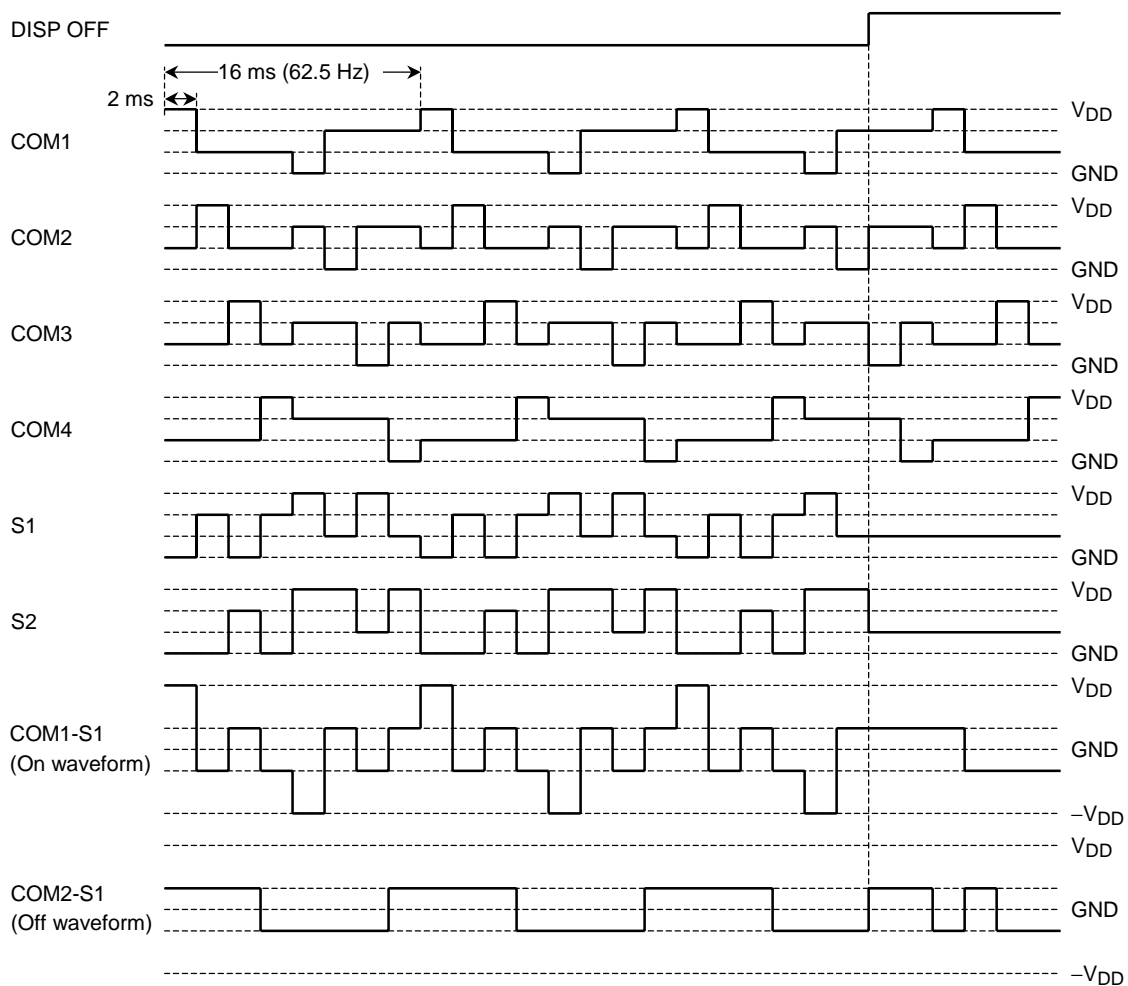 DISP OFF
16 ms (62.5 Hz)
2 ms
VDD
COM1
GND
VDD
COM2
GND
VDD
COM3
GND
VDD
COM4
GND
VDD
S1
GND
VDD
S2
GND
VDD
COM1-S1
GND
(On waveform)
−VDD
VDD
COM2-S1
GND
(Off waveform)
−VDD